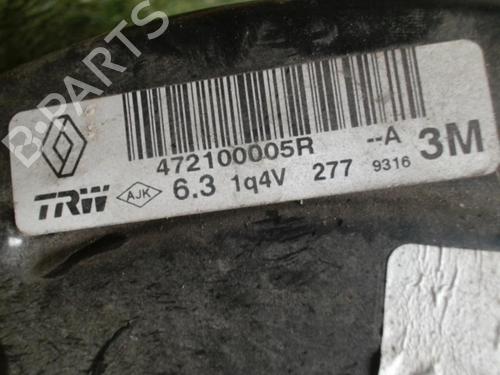 B-PARTS
472100005R --A 3M
TRW AJK 6.3 1q4V 277 9316